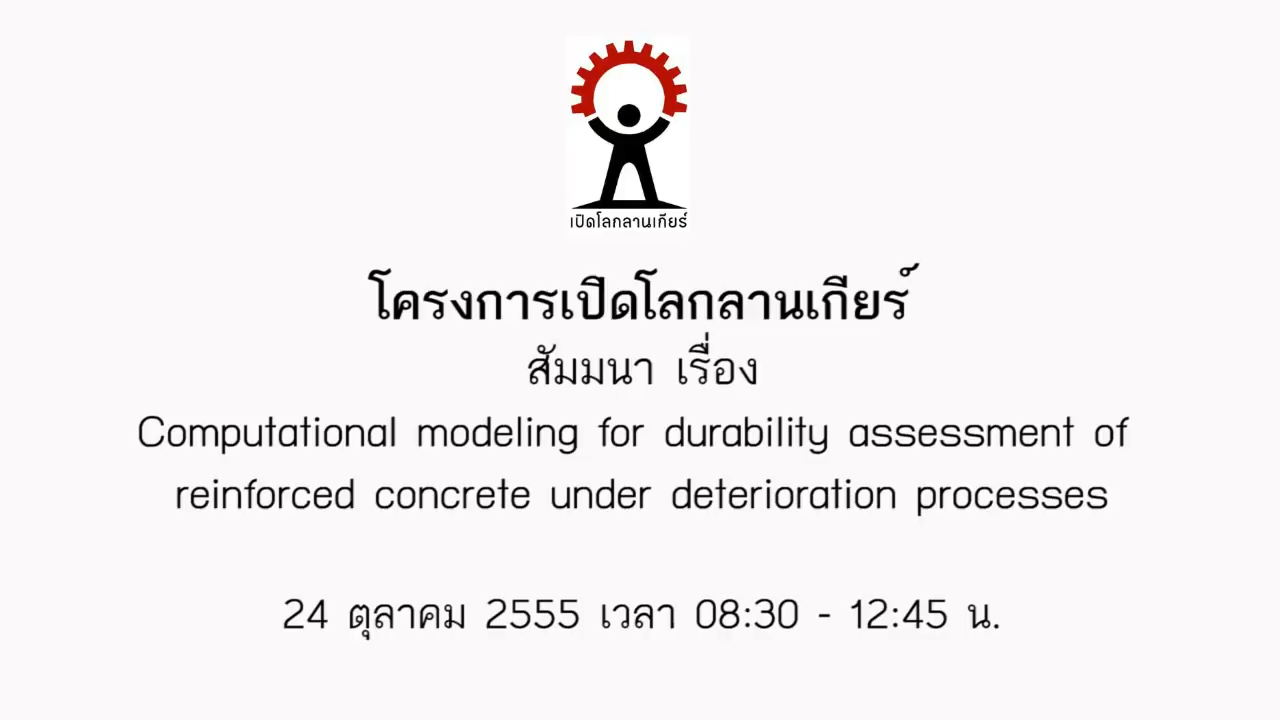 เปิดโลกลานเกียร์
โครงการเปิดโลกลานเกียร์
สัมมนา เรื่อง
Computational modeling for durability assessment of
reinforced concrete under deterioration processes
24 ตุลาคม 2555 เวลา 08:30 - 12:45 น.